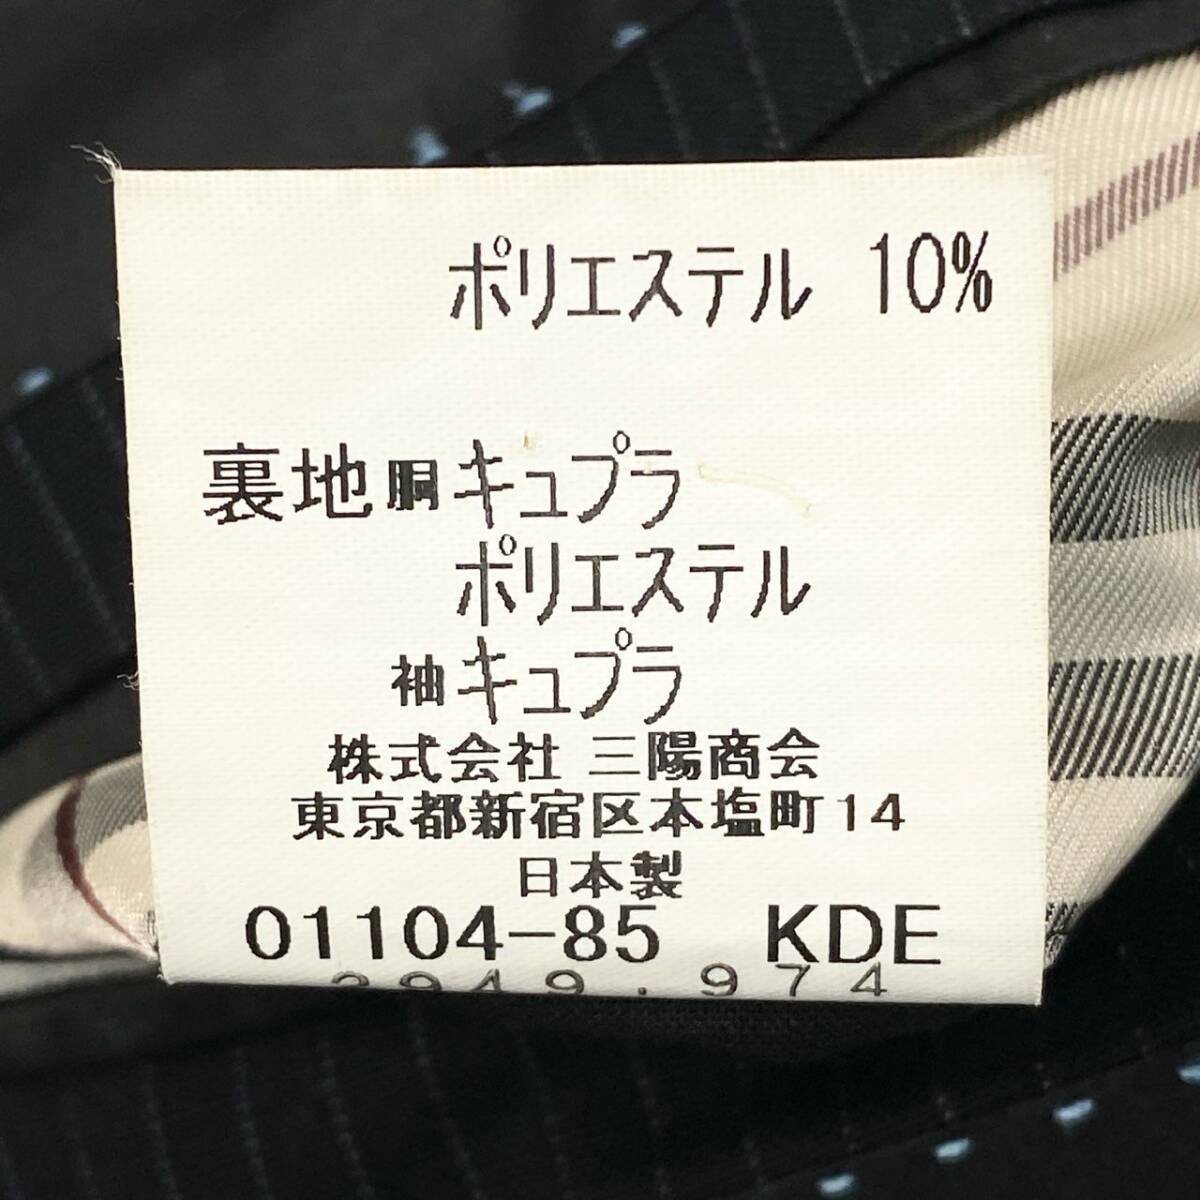 ポリエステル 10%
裏地 胴 キュプラ
ポリエステル
袖 キュプラ
株式会社 三陽商会
東京都新宿区本塩町14
日本製
01104-85 KDE